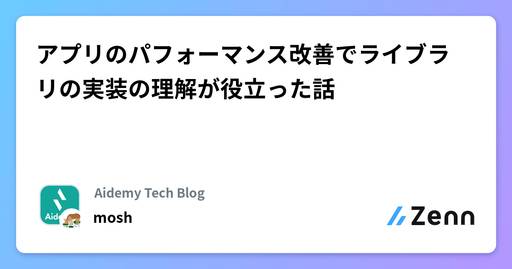 アプリのパフォーマンス改善でライブラ
リの実装の理解が役立った話
Aidemy Tech Blog
mosh
Zenn